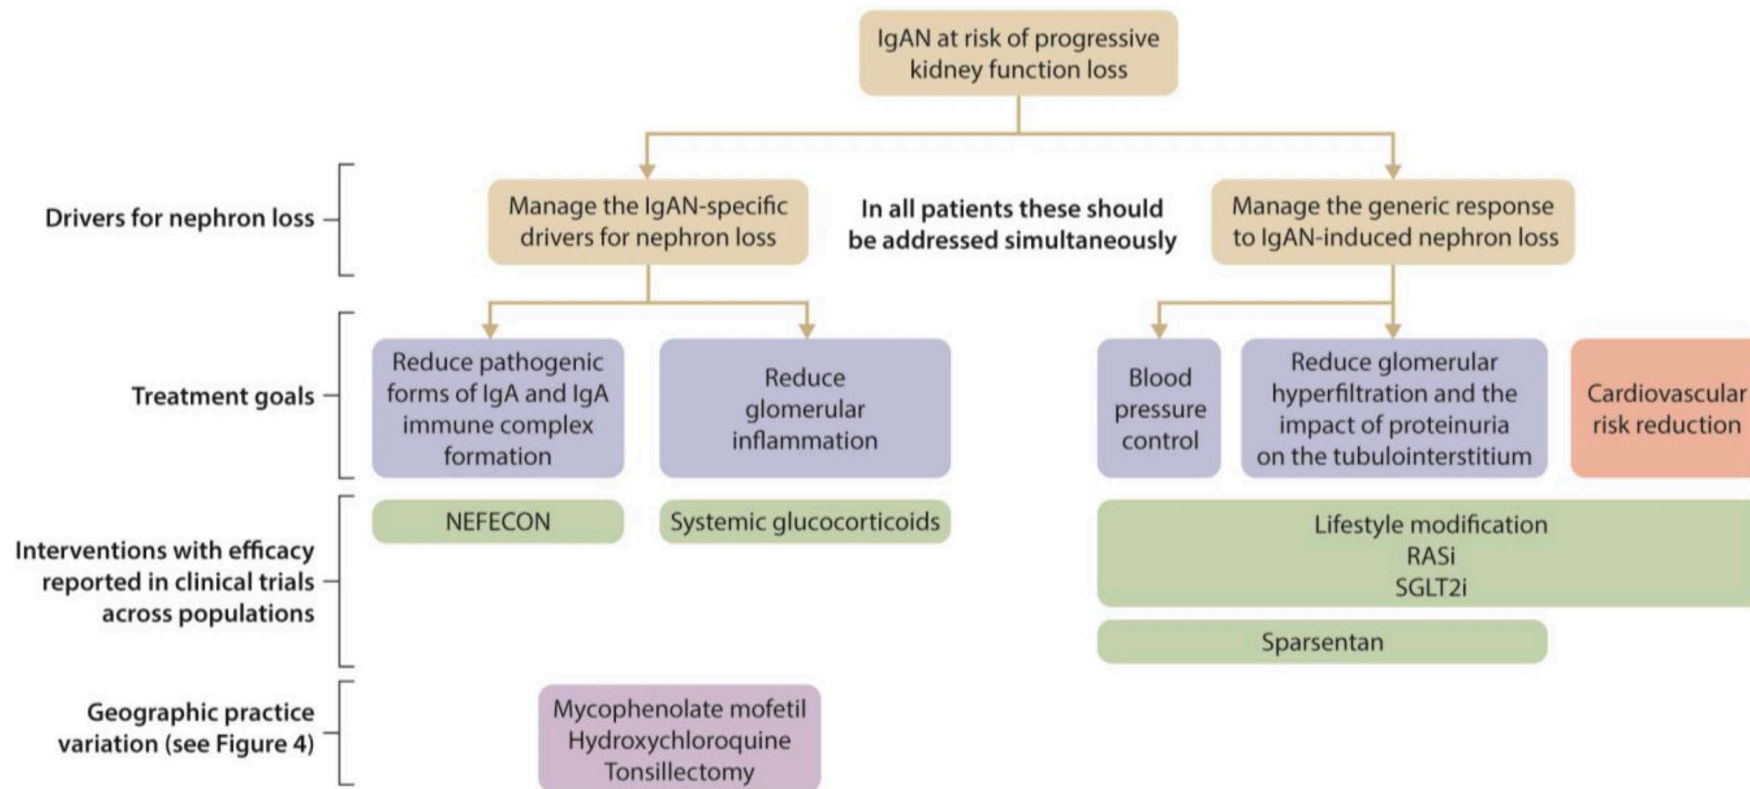 IgAN at risk of progressive
kidney function loss
Drivers for nephron loss
Manage the IgAN-specific
drivers for nephron loss
In all patients these should
be addressed simultaneously
Manage the generic response
to IgAN-induced nephron loss
Treatment goals
Reduce pathogenic
forms of IgA and IgA
immune complex
formation
Reduce
glomerular
inflammation
Blood
pressure
control
Reduce glomerular
hyperfiltration and the
impact of proteinuria
on the tubulointerstitium
Cardiovascular
risk reduction
Interventions with efficacy
reported in clinical trials
across populations
NEFECON
Systemic glucocorticoids
Lifestyle modification
RASi
SGLT2i
Sparsentan
Geographic practice
variation (see Figure 4)
Mycophenolate mofetil
Hydroxychloroquine
Tonsillectomy